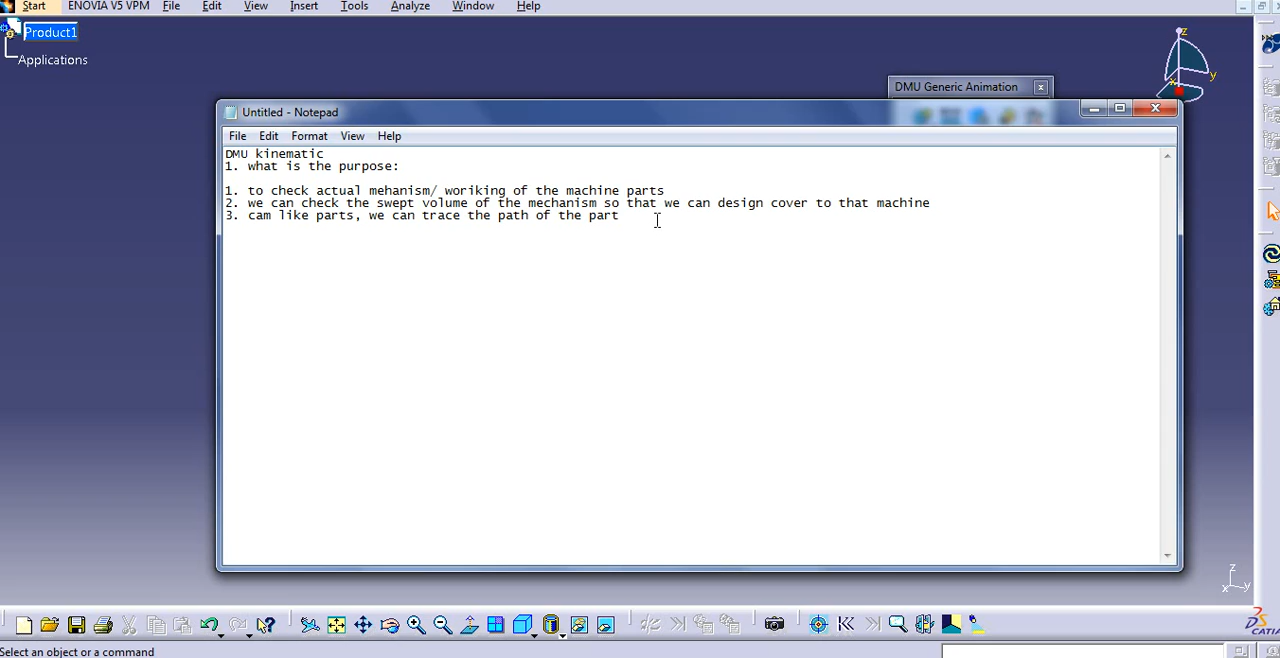 Start ENOVIA V5 VPM File Edit View Insert Tools Analyze Window Help
Product1
Applications
z
y
x
DMU Generic Animation
Untitled - Notepad
File Edit Format View Help
DMU kinematic
1. what is the purpose:
1. to check actual mehanism/ woriking of the machine parts
2. we can check the swept volume of the mechanism so that we can design cover to that machine
3. cam like parts, we can trace the path of the part
z
x y
CATIA
Select an object or a command